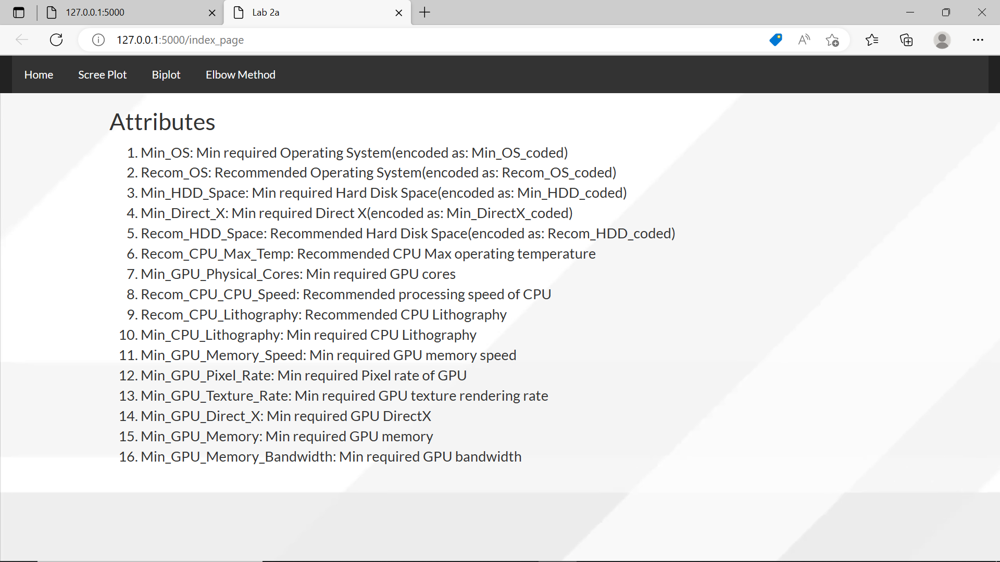 127.0.0.1:5000
Lab 2a
127.0.0.1:5000/index_page
Home Scree Plot Biplot Elbow Method
Attributes
1. Min_OS: Min required Operating System(encoded as: Min_OS_coded)
2. Recom_OS: Recommended Operating System(encoded as: Recom_OS_coded)
3. Min_HDD_Space: Min required Hard Disk Space(encoded as: Min_HDD_coded)
4. Min_Direct_X: Min required Direct X(encoded as: Min_DirectX_coded)
5. Recom_HDD_Space: Recommended Hard Disk Space(encoded as: Recom_HDD_coded)
6. Recom_CPU_Max_Temp: Recommended CPU Max operating temperature
7. Min_GPU_Physical_Cores: Min required GPU cores
8. Recom_CPU_CPU_Speed: Recommended processing speed of CPU
9. Recom_CPU_Lithography: Recommended CPU Lithography
10. Min_CPU_Lithography: Min required CPU Lithography
11. Min_GPU_Memory_Speed: Min required GPU memory speed
12. Min_GPU_Pixel_Rate: Min required Pixel rate of GPU
13. Min_GPU_Texture_Rate: Min required GPU texture rendering rate
14. Min_GPU_Direct_X: Min required GPU DirectX
15. Min_GPU_Memory: Min required GPU memory
16. Min_GPU_Memory_Bandwidth: Min required GPU bandwidth